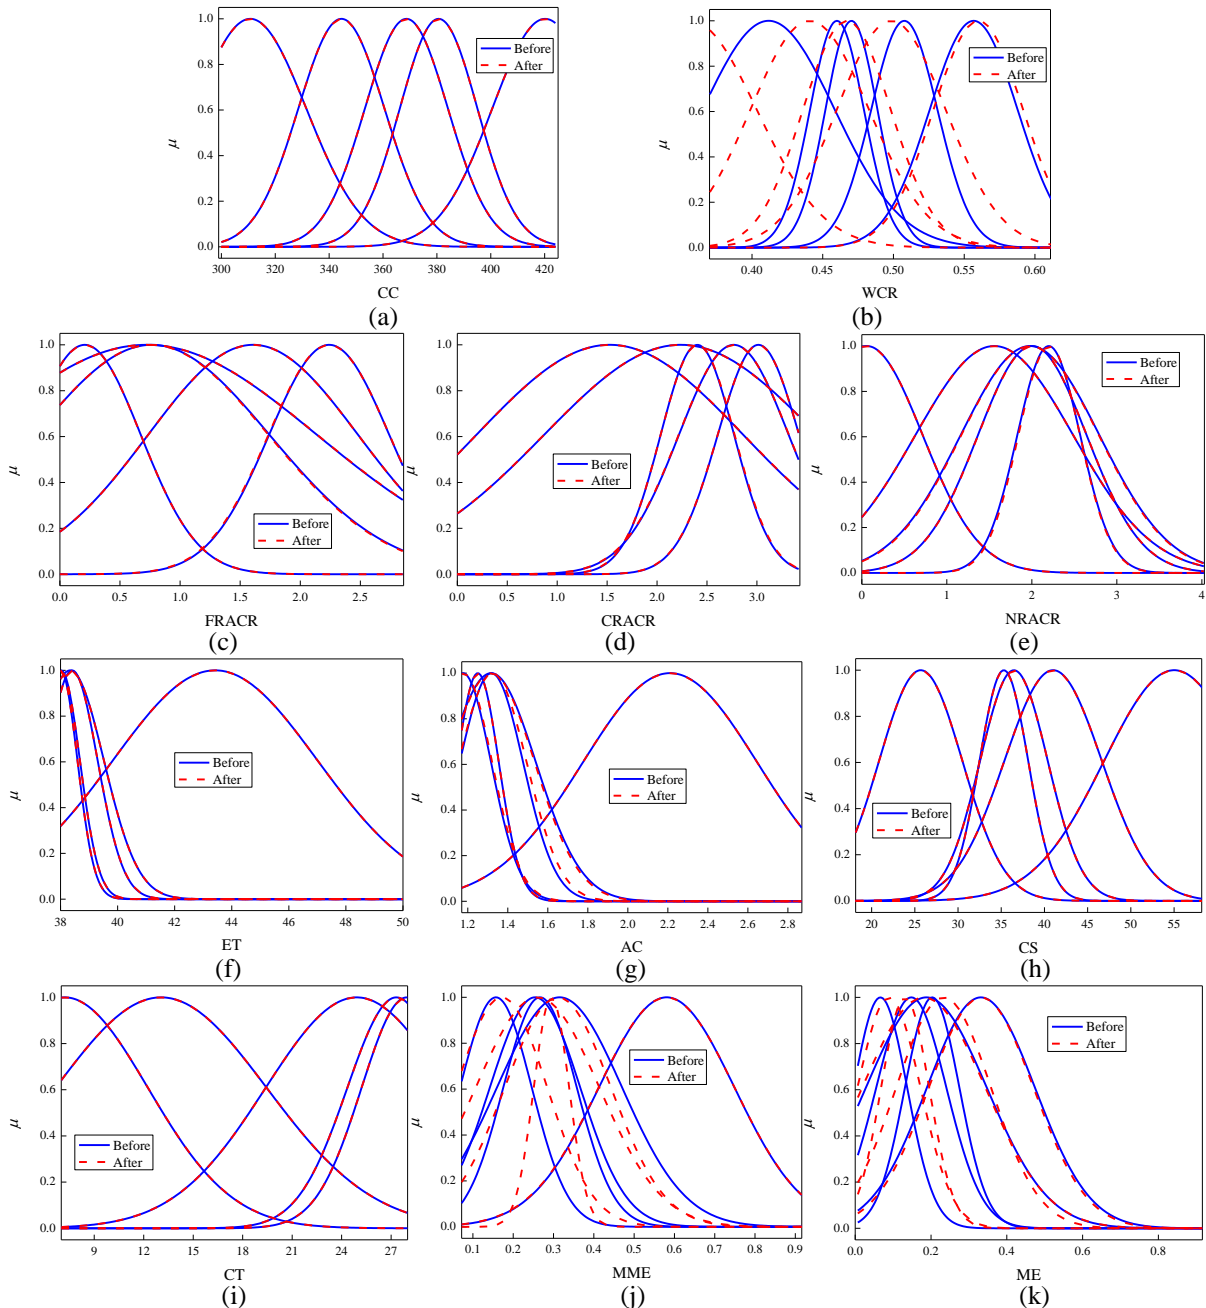 1.0
0.8
0.6
0.4
0.2
0.0
μ
Before
After
300 320 340 360 380 400 420
CC
(a)
1.0
0.8
0.6
0.4
0.2
0.0
μ
Before
After
0.40 0.45 0.50 0.55 0.60
WCR
(b)
1.0
0.8
0.6
0.4
0.2
0.0
μ
Before
After
0.0 0.5 1.0 1.5 2.0 2.5
FRACR
(c)
1.0
0.8
0.6
0.4
0.2
0.0
μ
Before
After
0.0 0.5 1.0 1.5 2.0 2.5 3.0
CRACR
(d)
1.0
0.8
0.6
0.4
0.2
0.0
μ
Before
After
0 1 2 3 4
NRACR
(e)
1.0
0.8
0.6
0.4
0.2
0.0
μ
Before
After
38 40 42 44 46 48 50
ET
(f)
1.0
0.8
0.6
0.4
0.2
0.0
μ
Before
After
1.2 1.4 1.6 1.8 2.0 2.2 2.4 2.6 2.8
AC
(g)
1.0
0.8
0.6
0.4
0.2
0.0
μ
Before
After
20 25 30 35 40 45 50 55
CS
(h)
1.0
0.8
0.6
0.4
0.2
0.0
μ
Before
After
9 12 15 18 21 24 27
CT
(i)
1.0
0.8
0.6
0.4
0.2
0.0
μ
Before
After
0.1 0.2 0.3 0.4 0.5 0.6 0.7 0.8 0.9
MME
(j)
1.0
0.8
0.6
0.4
0.2
0.0
μ
Before
After
0.0 0.2 0.4 0.6 0.8
ME
(k)